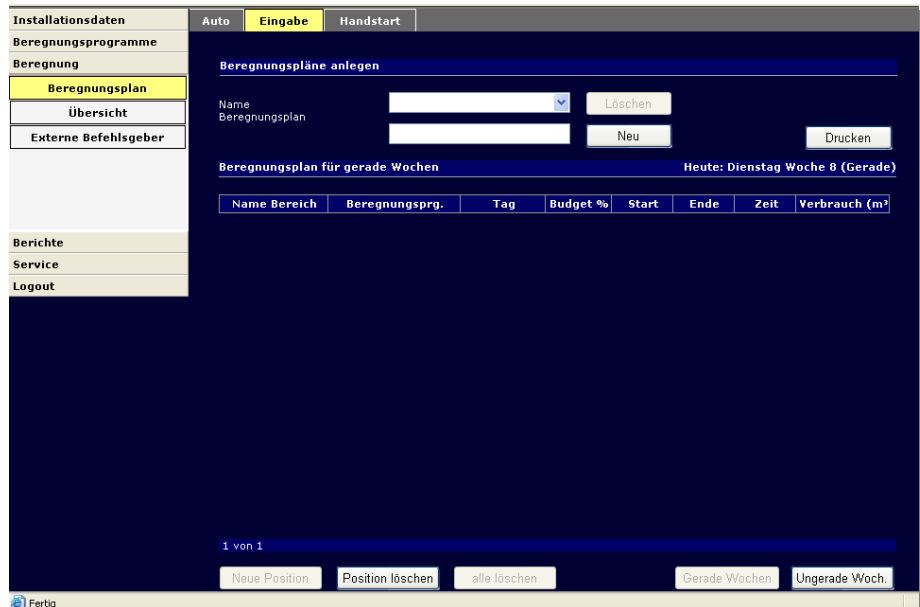 Installationsdaten
Beregnungsprogramme
Beregnung
Beregnungsplan
Übersicht
Externe Befehlsgeber
Berichte
Service
Logout
Auto Eingabe Handstart
Beregnungspläne anlegen
Name
Beregnungsplan
Löschen
Neu
Drucken
Beregnungsplan für gerade Wochen Heute: Dienstag Woche 8 (Gerade)
Name Bereich Beregnungsprg. Tag Budget % Start Ende Zeit Verbrauch (m³
1 von 1
Neue Position Position löschen alle löschen Gerade Wochen Ungerade Woch.
Fertig